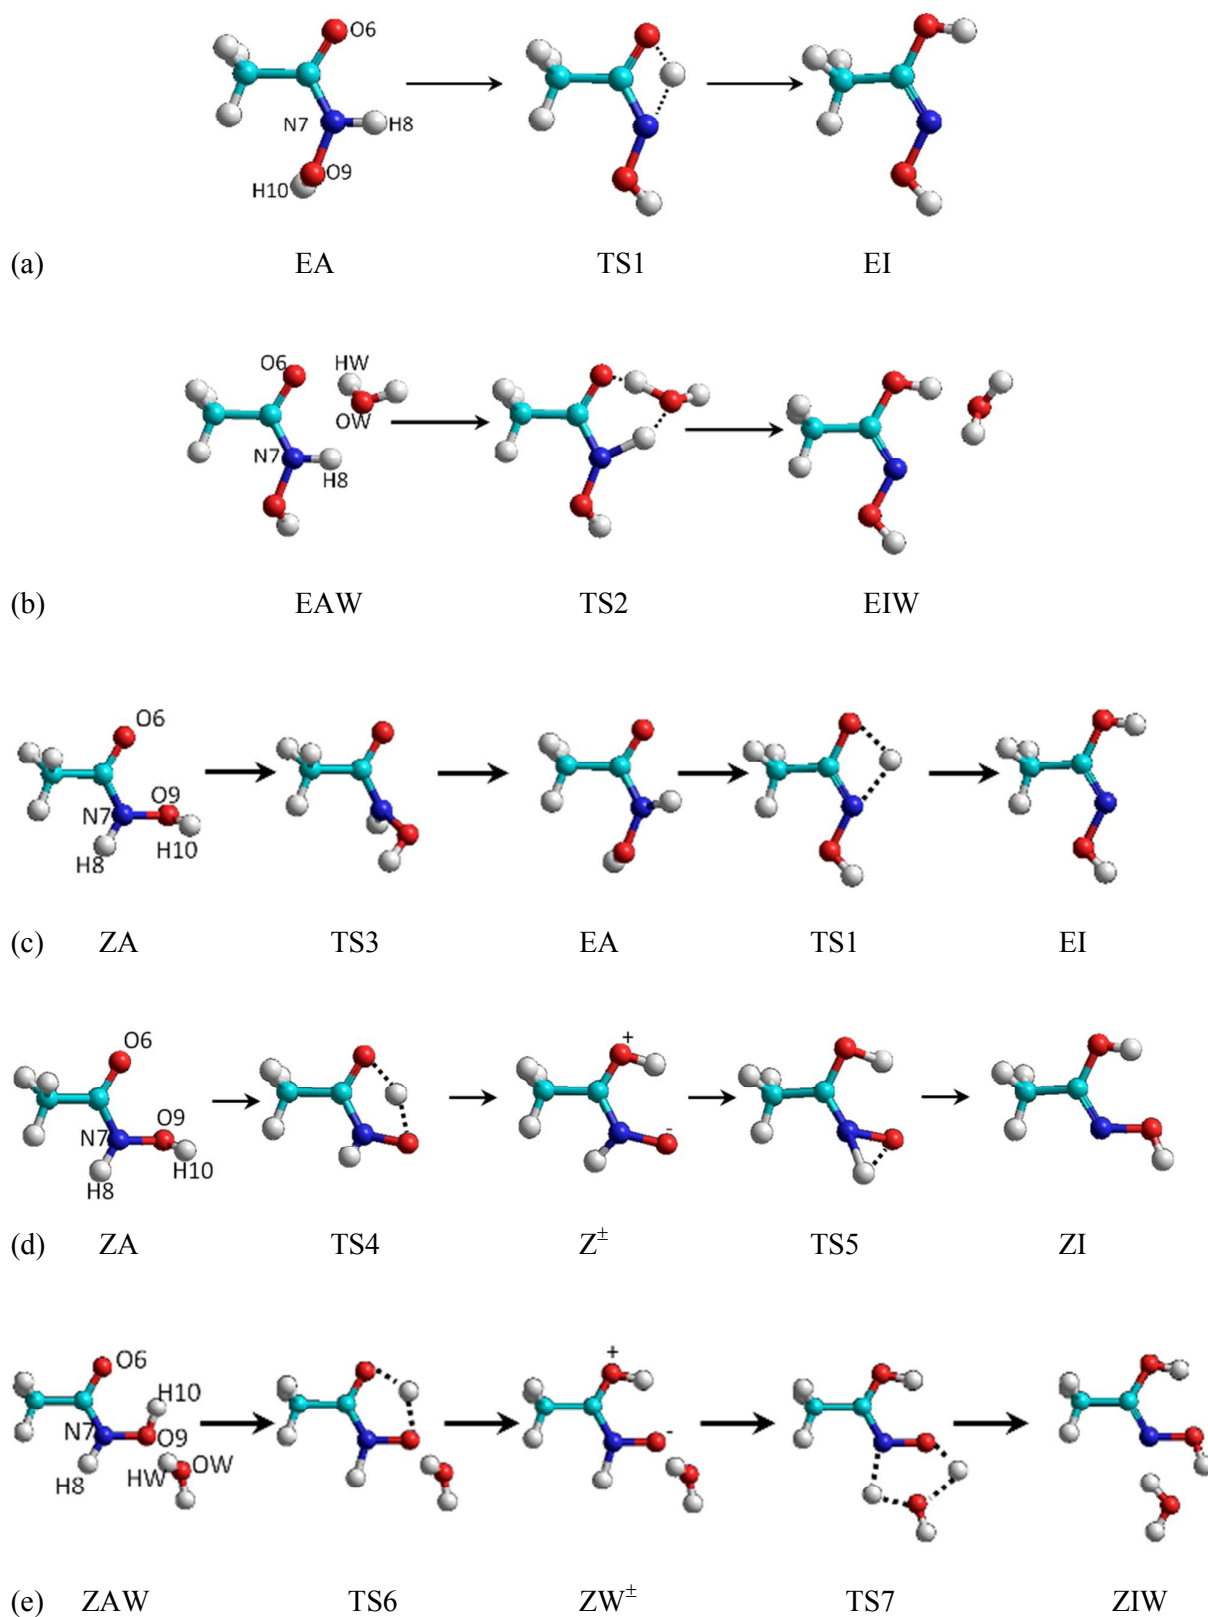 O6
N7 H8
H10 O9
(a) EA TS1 EI
O6 HW
OW
N7
H8
(b) EAW TS2 EIW
O6
N7 O9
H8 H10
(c) ZA TS3 EA TS1 EI
O6 +
N7 O9 -
H8 H10
(d) ZA TS4 Z± TS5 ZI
+
O6
H10
N7 O9 -
H8 HW OW
(e) ZAW TS6 ZW± TS7 ZIW